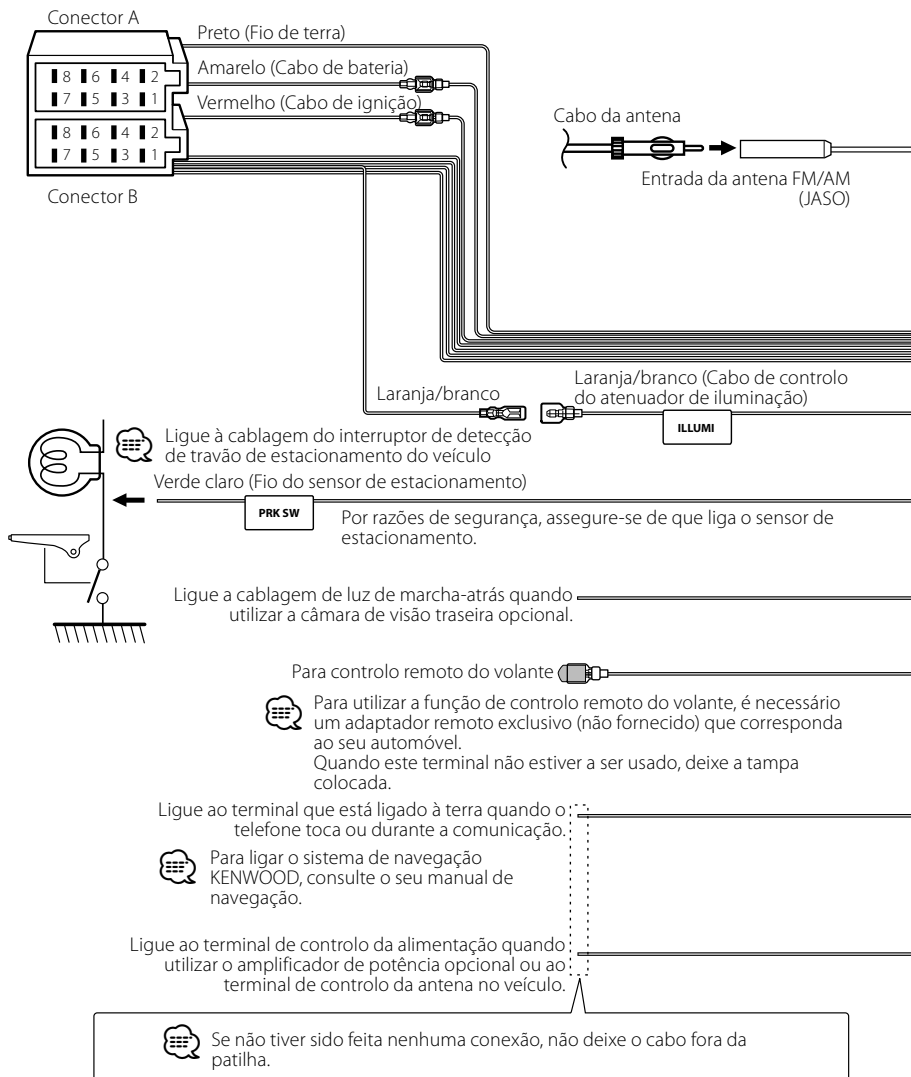 Conector A
Preto (Fio de terra)
Amarelo (Cabo de bateria)
Vermelho (Cabo de ignição)
8 6 4 2
7 5 3 1
8 6 4 2
7 5 3 1
Conector B
Cabo da antena
Entrada da antena FM/AM
(JASO)
Laranja/branco
Laranja/branco (Cabo de controlo
do atenuador de iluminação)
ILLUMI
Ligue à cablagem do interruptor de detecção
de travão de estacionamento do veículo
Verde claro (Fio do sensor de estacionamento)
PRK SW
Por razões de segurança, assegure-se de que liga o sensor de
estacionamento.
Ligue a cablagem de luz de marcha-atrás quando
utilizar a câmara de visão traseira opcional.
Para controlo remoto do volante
Para utilizar a função de controlo remoto do volante, é necessário
um adaptador remoto exclusivo (não fornecido) que corresponda
ao seu automóvel.
Quando este terminal não estiver a ser usado, deixe a tampa
colocada.
Ligue ao terminal que está ligado à terra quando o
telefone toca ou durante a comunicação.
Para ligar o sistema de navegação
KENWOOD, consulte o seu manual de
navegação.
Ligue ao terminal de controlo da alimentação quando
utilizar o amplificador de potência opcional ou ao
terminal de controlo da antena no veículo.
Se não tiver sido feita nenhuma conexão, não deixe o cabo fora da
patilha.